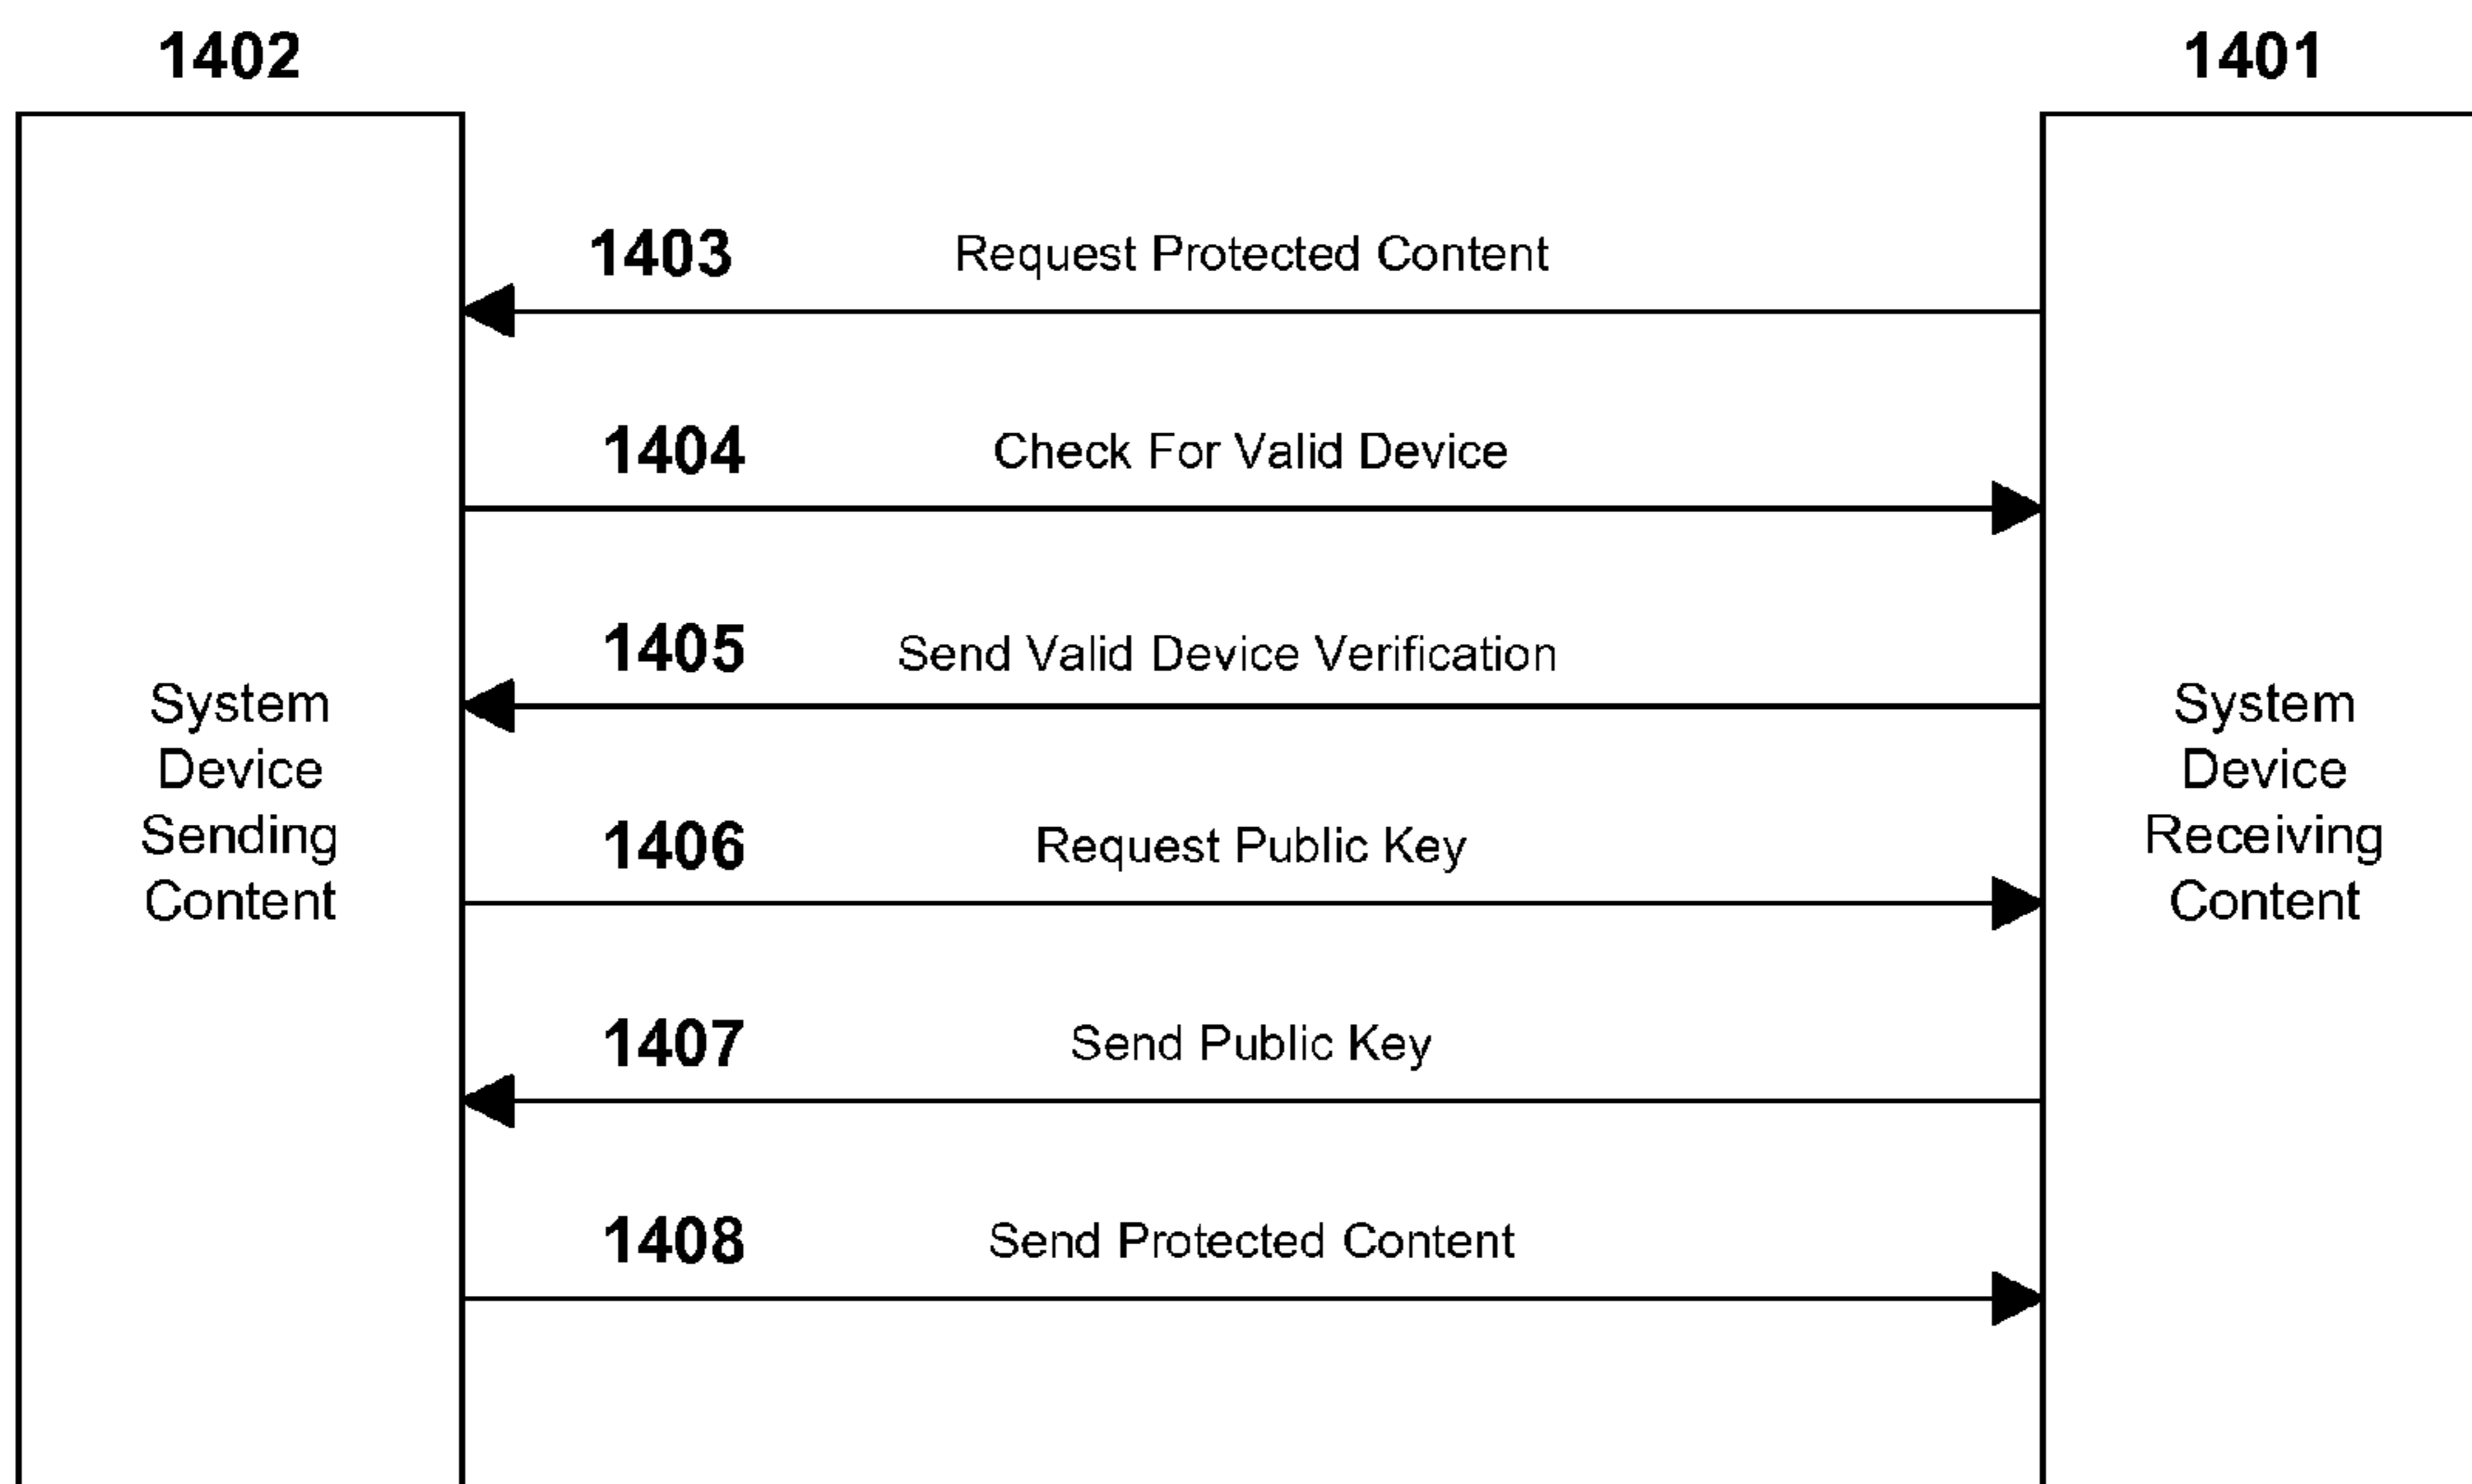 1402
1401
1403
Request Protected Content
1404
Check For Valid Device
1405
Send Valid Device Verification
System
Device
Sending
Content
System
Device
Receiving
Content
1406
Request Public Key
1407
Send Public Key
1408
Send Protected Content